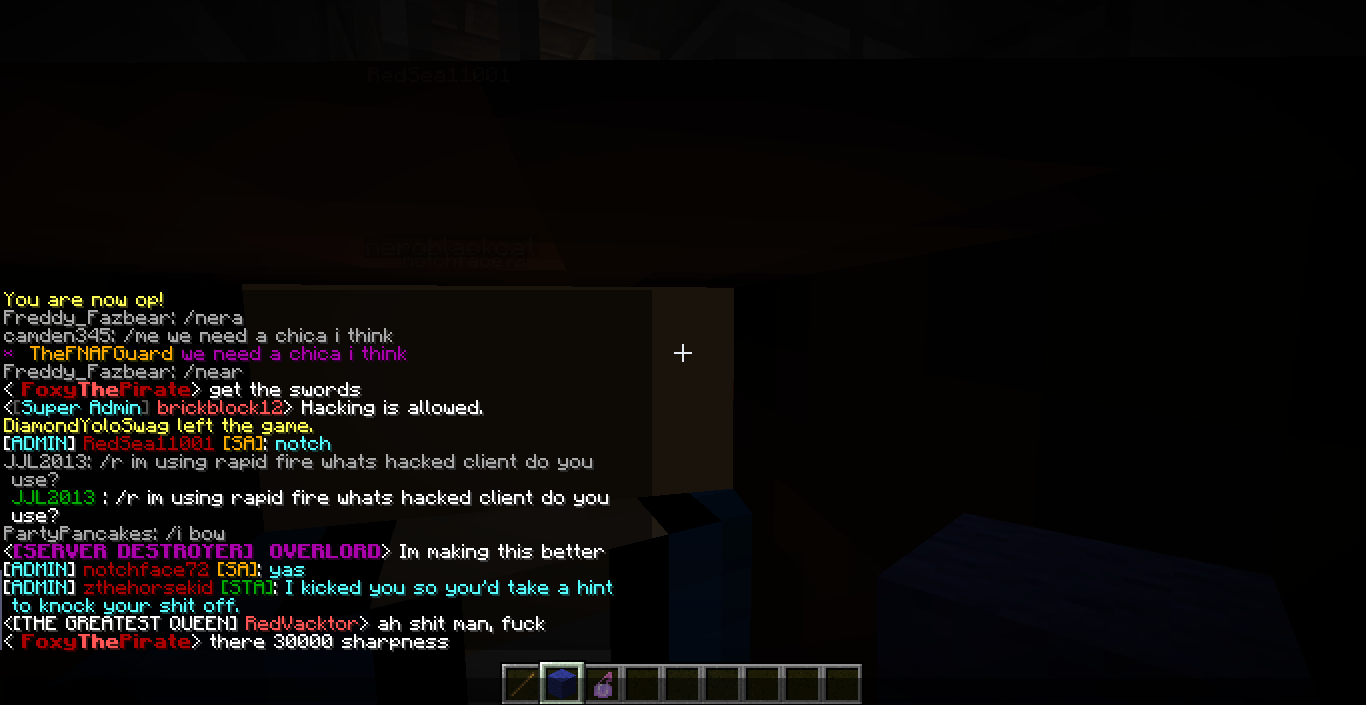 RedSea11001
You are now op!
Freddy_Fazbear: /nera
camden345: /me we need a chica i think
* TheFNAFGuard we need a chica i think
Freddy_Fazbear: /near
< FoxyThePirate> get the swords
<[Super Admin] brickblock12> Hacking is allowed.
DiamondYoloSwag left the game.
[ADMIN] RedSea11001 [SA]: notch
JJL2013: /r im using rapid fire whats hacked client do you
use?
JJL2013 : /r im using rapid fire whats hacked client do you
use?
PartyPancakes: /i bow
<[SERVER DESTROYER] OVERLORD> Im making this better
[ADMIN] notchface72 [SA]: yas
[ADMIN] zthehorsekid [STA]: I kicked you so you'd take a hint
to knock your shit off.
<[THE GREATEST QUEEN] RedVacktor> ah shit man, fuck
< FoxyThePirate> there 30000 sharpness